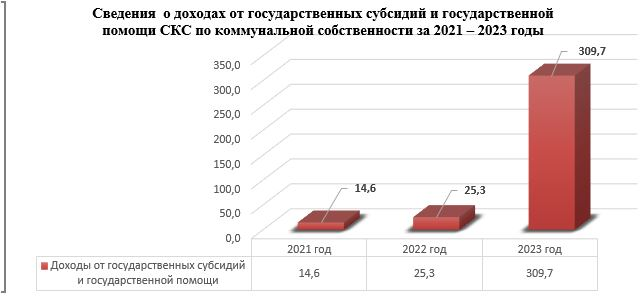 Сведения о доходах от государственных субсидий и государственной
помощи СКС по коммунальной собственности за 2021 – 2023 годы
350,0
300,0
250,0
200,0
150,0
100,0
50,0
0,0
14,6
25,3
309,7
2021 год 2022 год 2023 год
Доходы от государственных субсидий
и государственной помощи
14,6 25,3 309,7